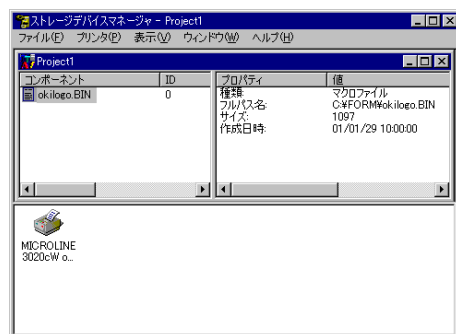 ストレージデバイスマネージャ - Project1
ファイル(F) プリンタ(P) 表示(V) ウィンドウ(W) ヘルプ(H)
Project1
コンポーネント ID
okilogo.BIN 0
プロパティ 値
種類: マクロファイル
フルパス名: C:¥FORM¥okilogo.BIN
サイズ: 1097
作成日時: 01/01/29 10:00:00
MICROLINE
3020cW o...